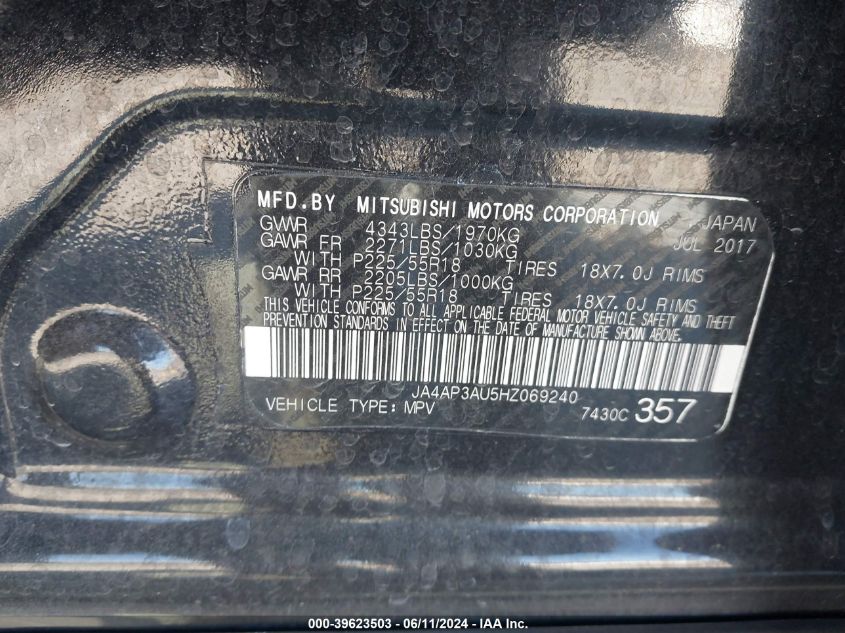 MFD.BY MITSUBISHI MOTORS CORPORATION JAPAN
GVWR 4343LBS/1970KG JUL 2017
GAWR FR 2271LBS/1030KG
WITH P225/55R18 TIRES 18X7.0J RIMS
GAWR RR 2205LBS/1000KG
WITH P225/55R18 TIRES 18X7.0J RIMS
THIS VEHICLE CONFORMS TO ALL APPLICABLE FEDERAL MOTOR VEHICLE SAFETY AND THEFT
PREVENTION STANDARDS IN EFFECT ON THE DATE OF MANUFACTURE SHOWN ABOVE.
JA4AP3AU5HZ069240
VEHICLE TYPE: MPV 7430C 357
000-39623503 - 06/11/2024 - IAA Inc.